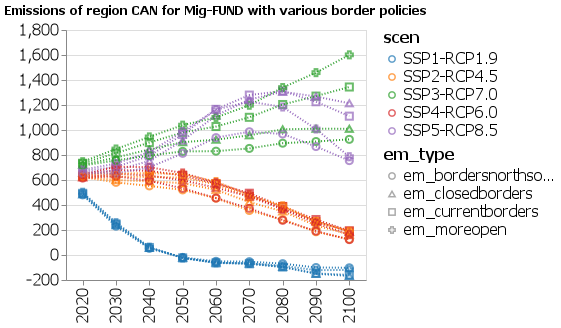 Emissions of region CAN for Mig-FUND with various border policies
1,800
1,600
1,400
1,200
1,000
800
600
400
200
0
-200
2020
2030
2040
2050
2060
2070
2080
2090
2100
scen
SSP1-RCP1.9
SSP2-RCP4.5
SSP3-RCP7.0
SSP4-RCP6.0
SSP5-RCP8.5
em_type
em_bordersnorthso...
em_closedborders
em_currentborders
em_moreopen